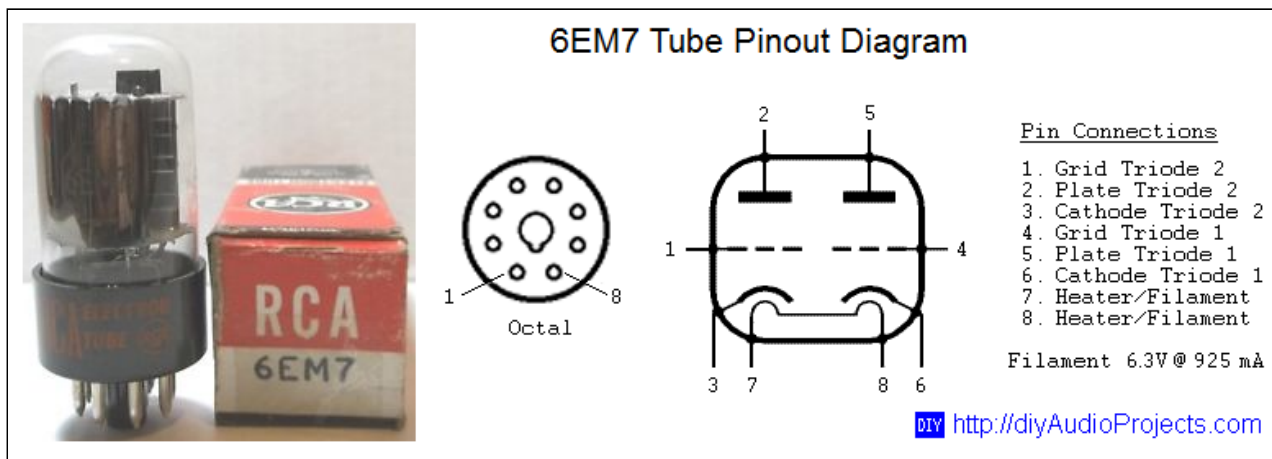 6EM7 Tube Pinout Diagram
RCA
RCA
6EM7
ELECTRON
TUBE
1
8
Octal
2
5
1
4
3
7
8
6
Pin Connections
1. Grid Triode 2
2. Plate Triode 2
3. Cathode Triode 2
4. Grid Triode 1
5. Plate Triode 1
6. Cathode Triode 1
7. Heater/Filament
8. Heater/Filament
Filament 6.3V @ 925 mA
DIY http://diyAudioProjects.com